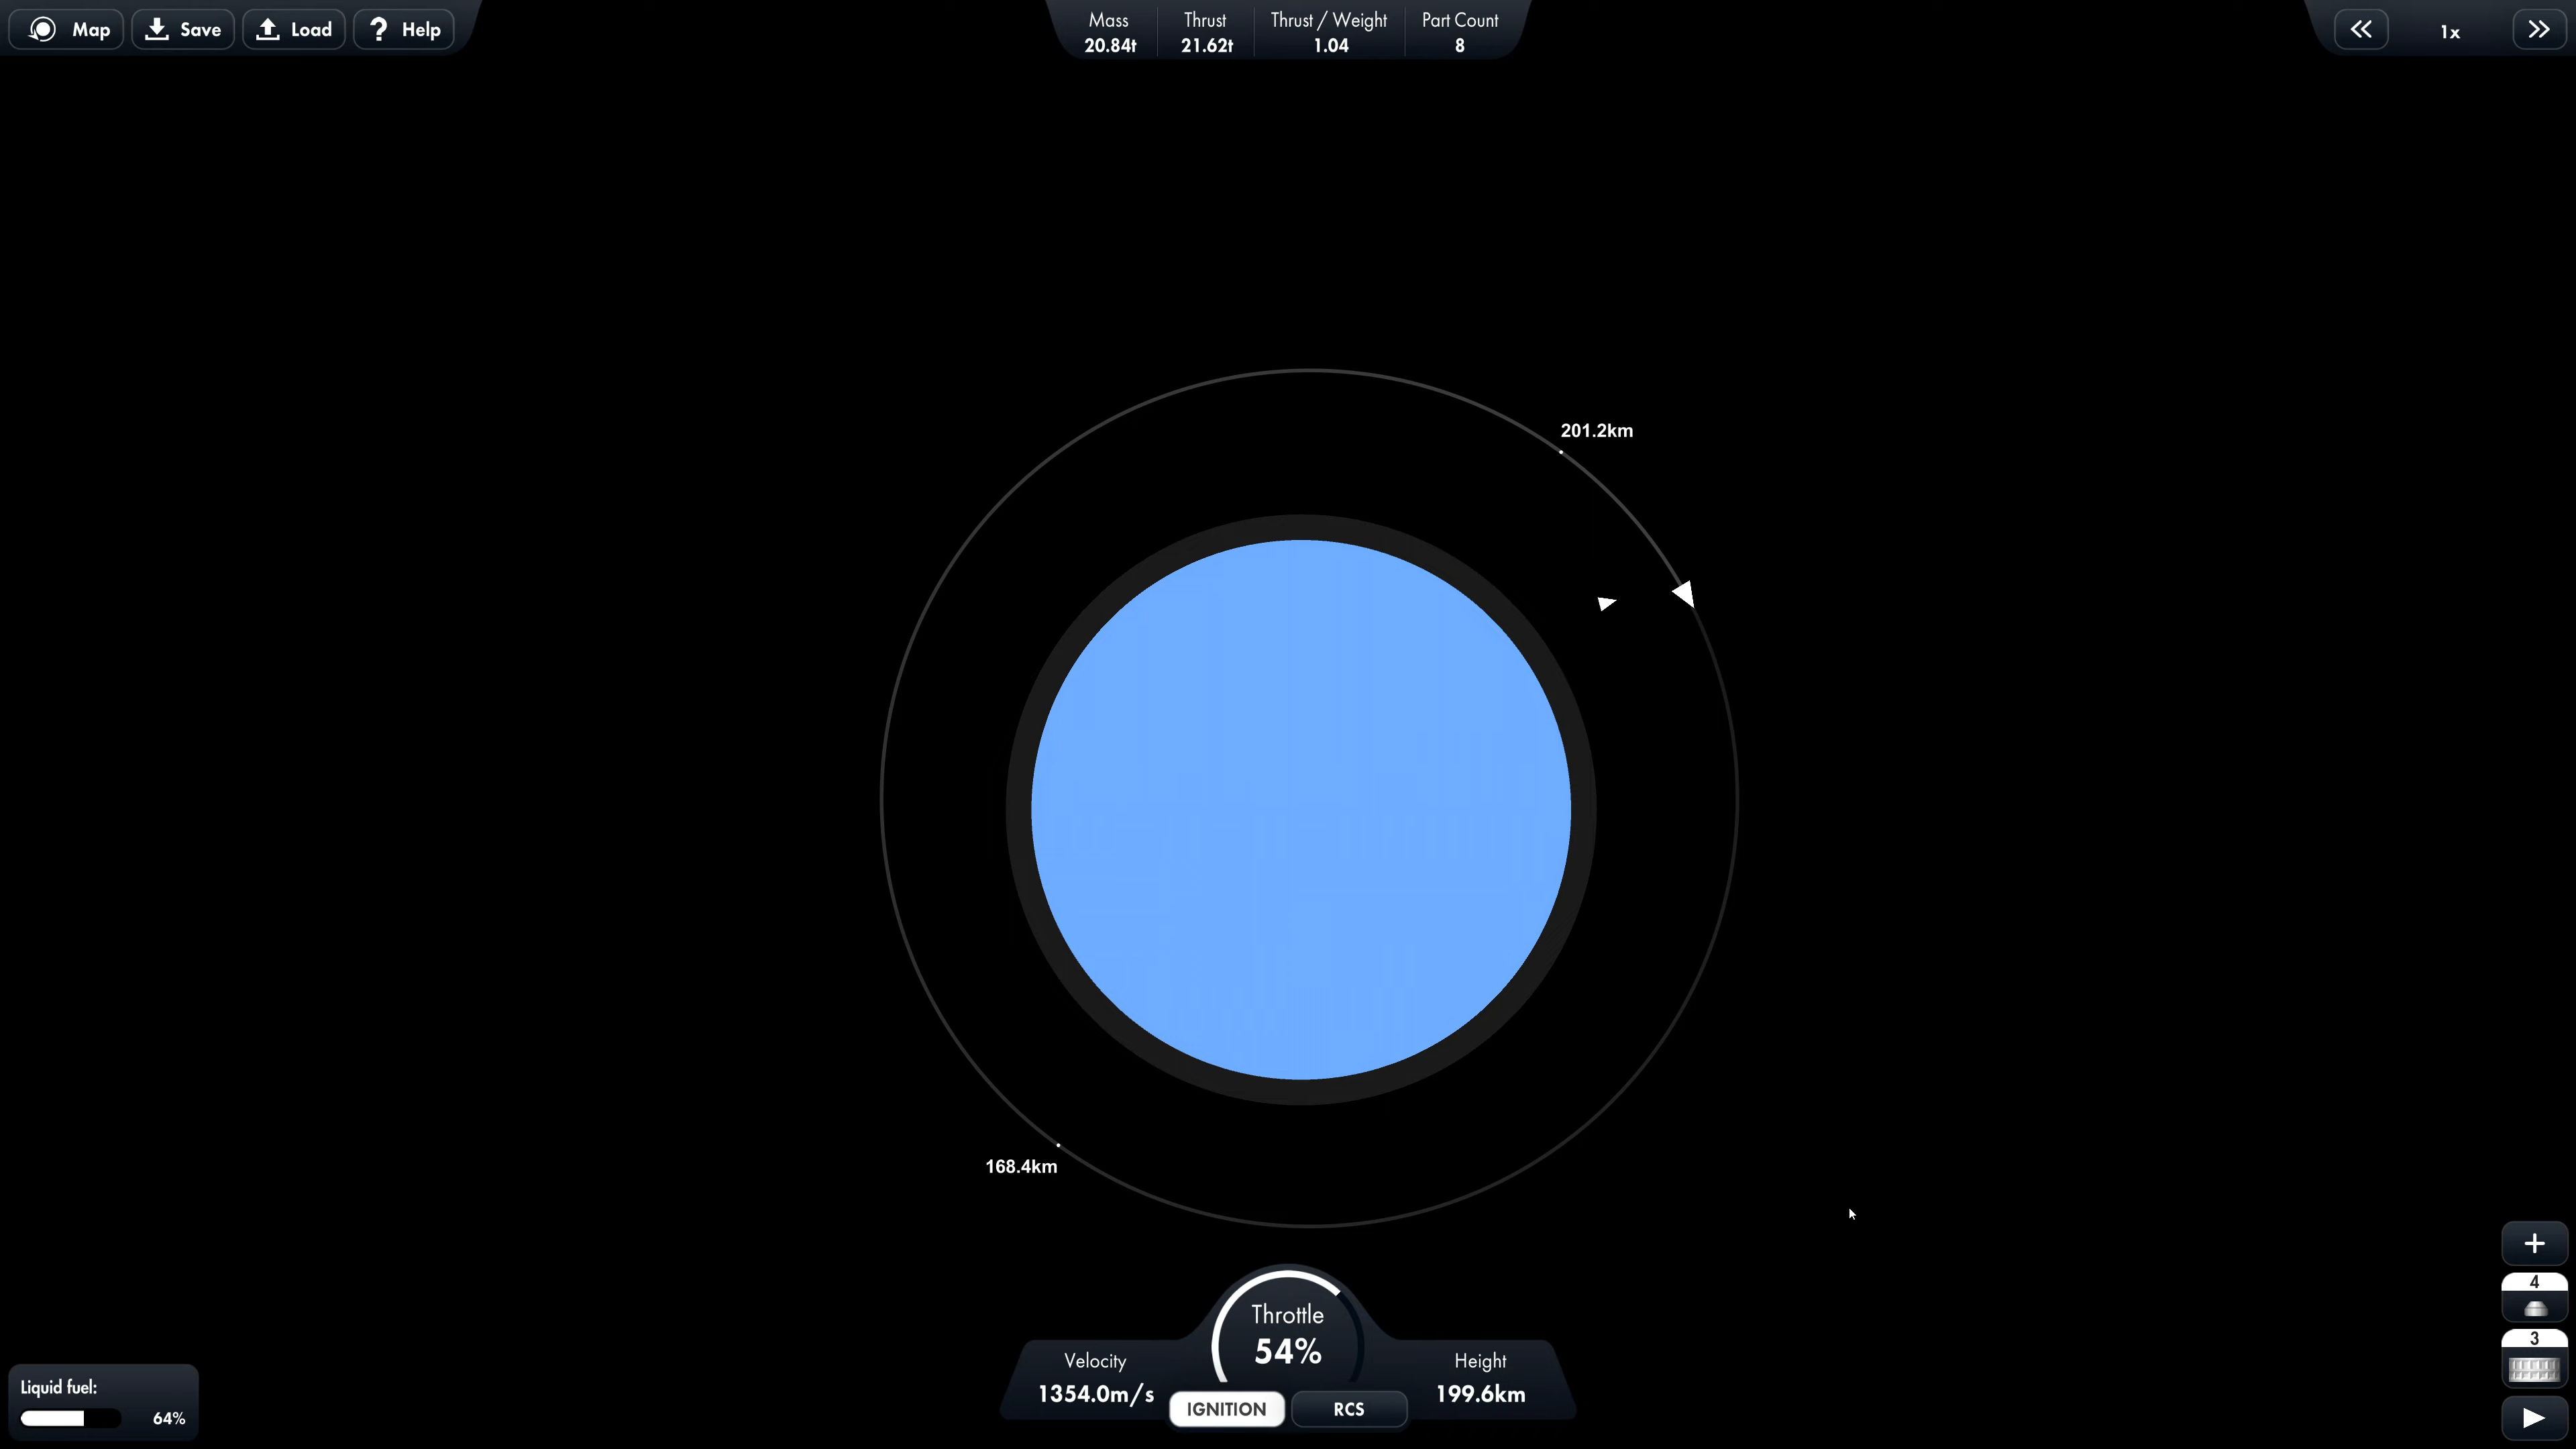 Map
Save
Load
Help
Mass
20.84t
Thrust
21.62t
Thrust / Weight
1.04
Part Count
8
1x
201.2km
168.4km
Throttle
54%
Velocity
1354.0m/s
Height
199.6km
IGNITION
RCS
Liquid fuel:
64%
4
3